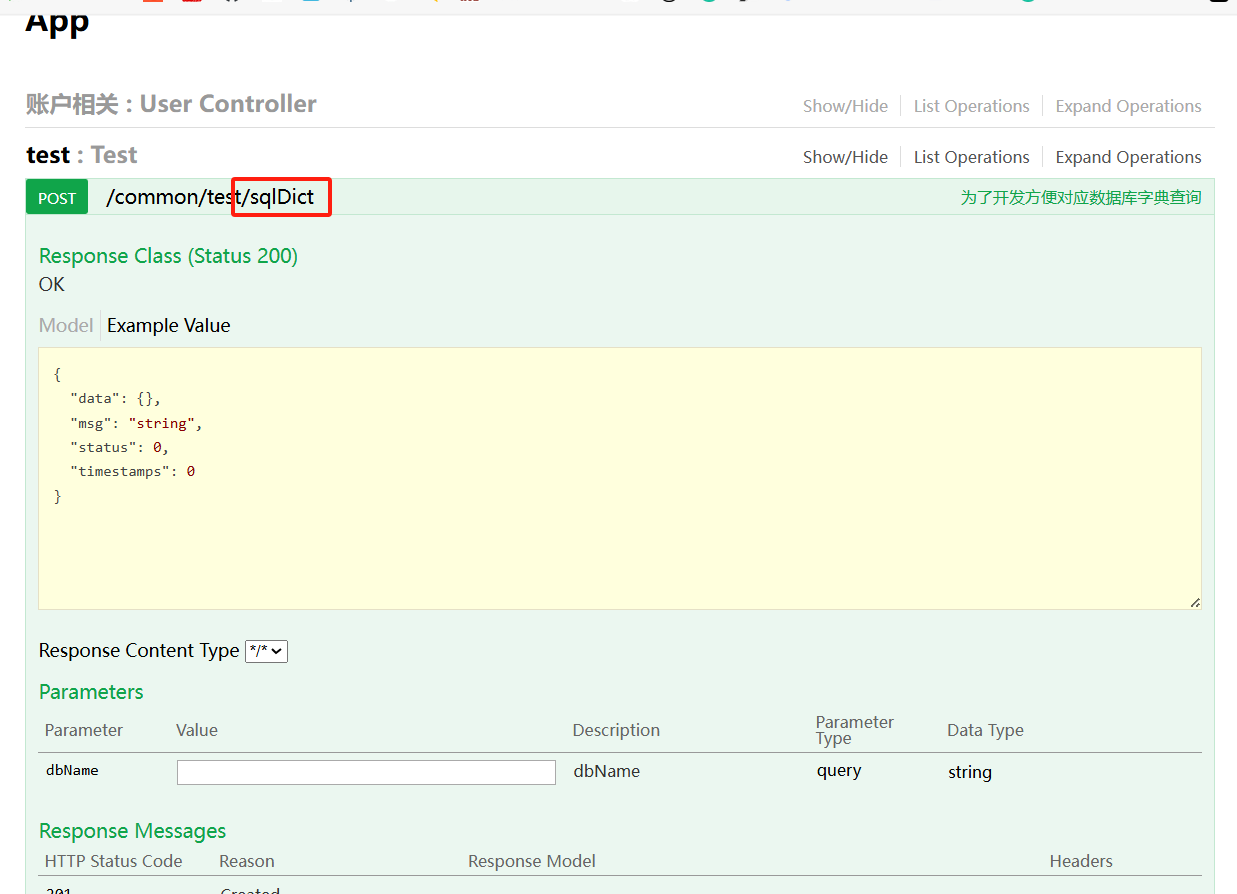 App
账户相关 : User Controller
Show/Hide
List Operations
Expand Operations
test : Test
Show/Hide
List Operations
Expand Operations
POST
/common/test/sqlDict
为了开发方便对应数据库字典查询
Response Class (Status 200)
OK
Model
Example Value
{
"data": {},
"msg": "string",
"status": 0,
"timestamps": 0
}
Response Content Type */*
Parameters
Parameter
Value
Description
Parameter
Type
Data Type
dbName
dbName
query
string
Response Messages
HTTP Status Code
Reason
Response Model
Headers
201
Created